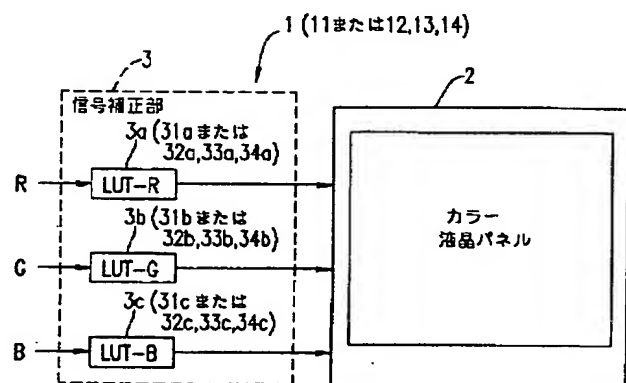 1 (11または12,13,14)
3
2
信号補正部
3a (31aまたは
32a,33a,34a)
R
LUT-R
3b (31bまたは
32b,33b,34b)
G
LUT-G
カラー
液晶パネル
3c (31cまたは
32c,33c,34c)
B
LUT-B